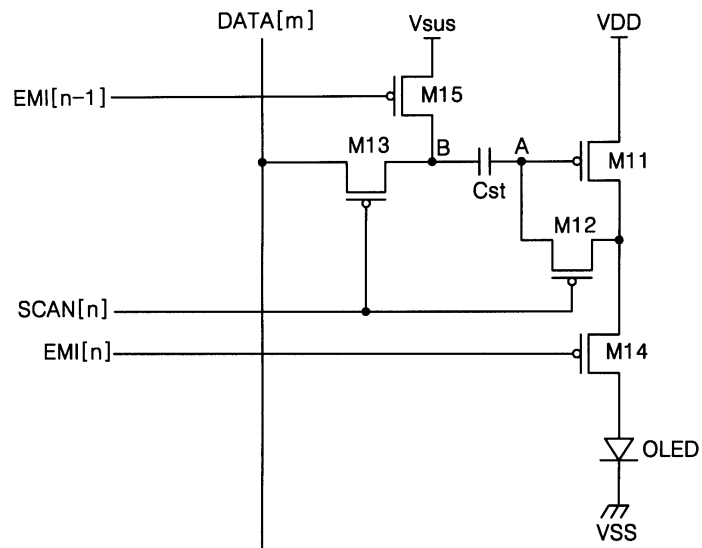 DATA[m]
Vsus
VDD
EMI[n-1]
M15
M13
B
A
M11
Cst
M12
SCAN[n]
EMI[n]
M14
OLED
VSS